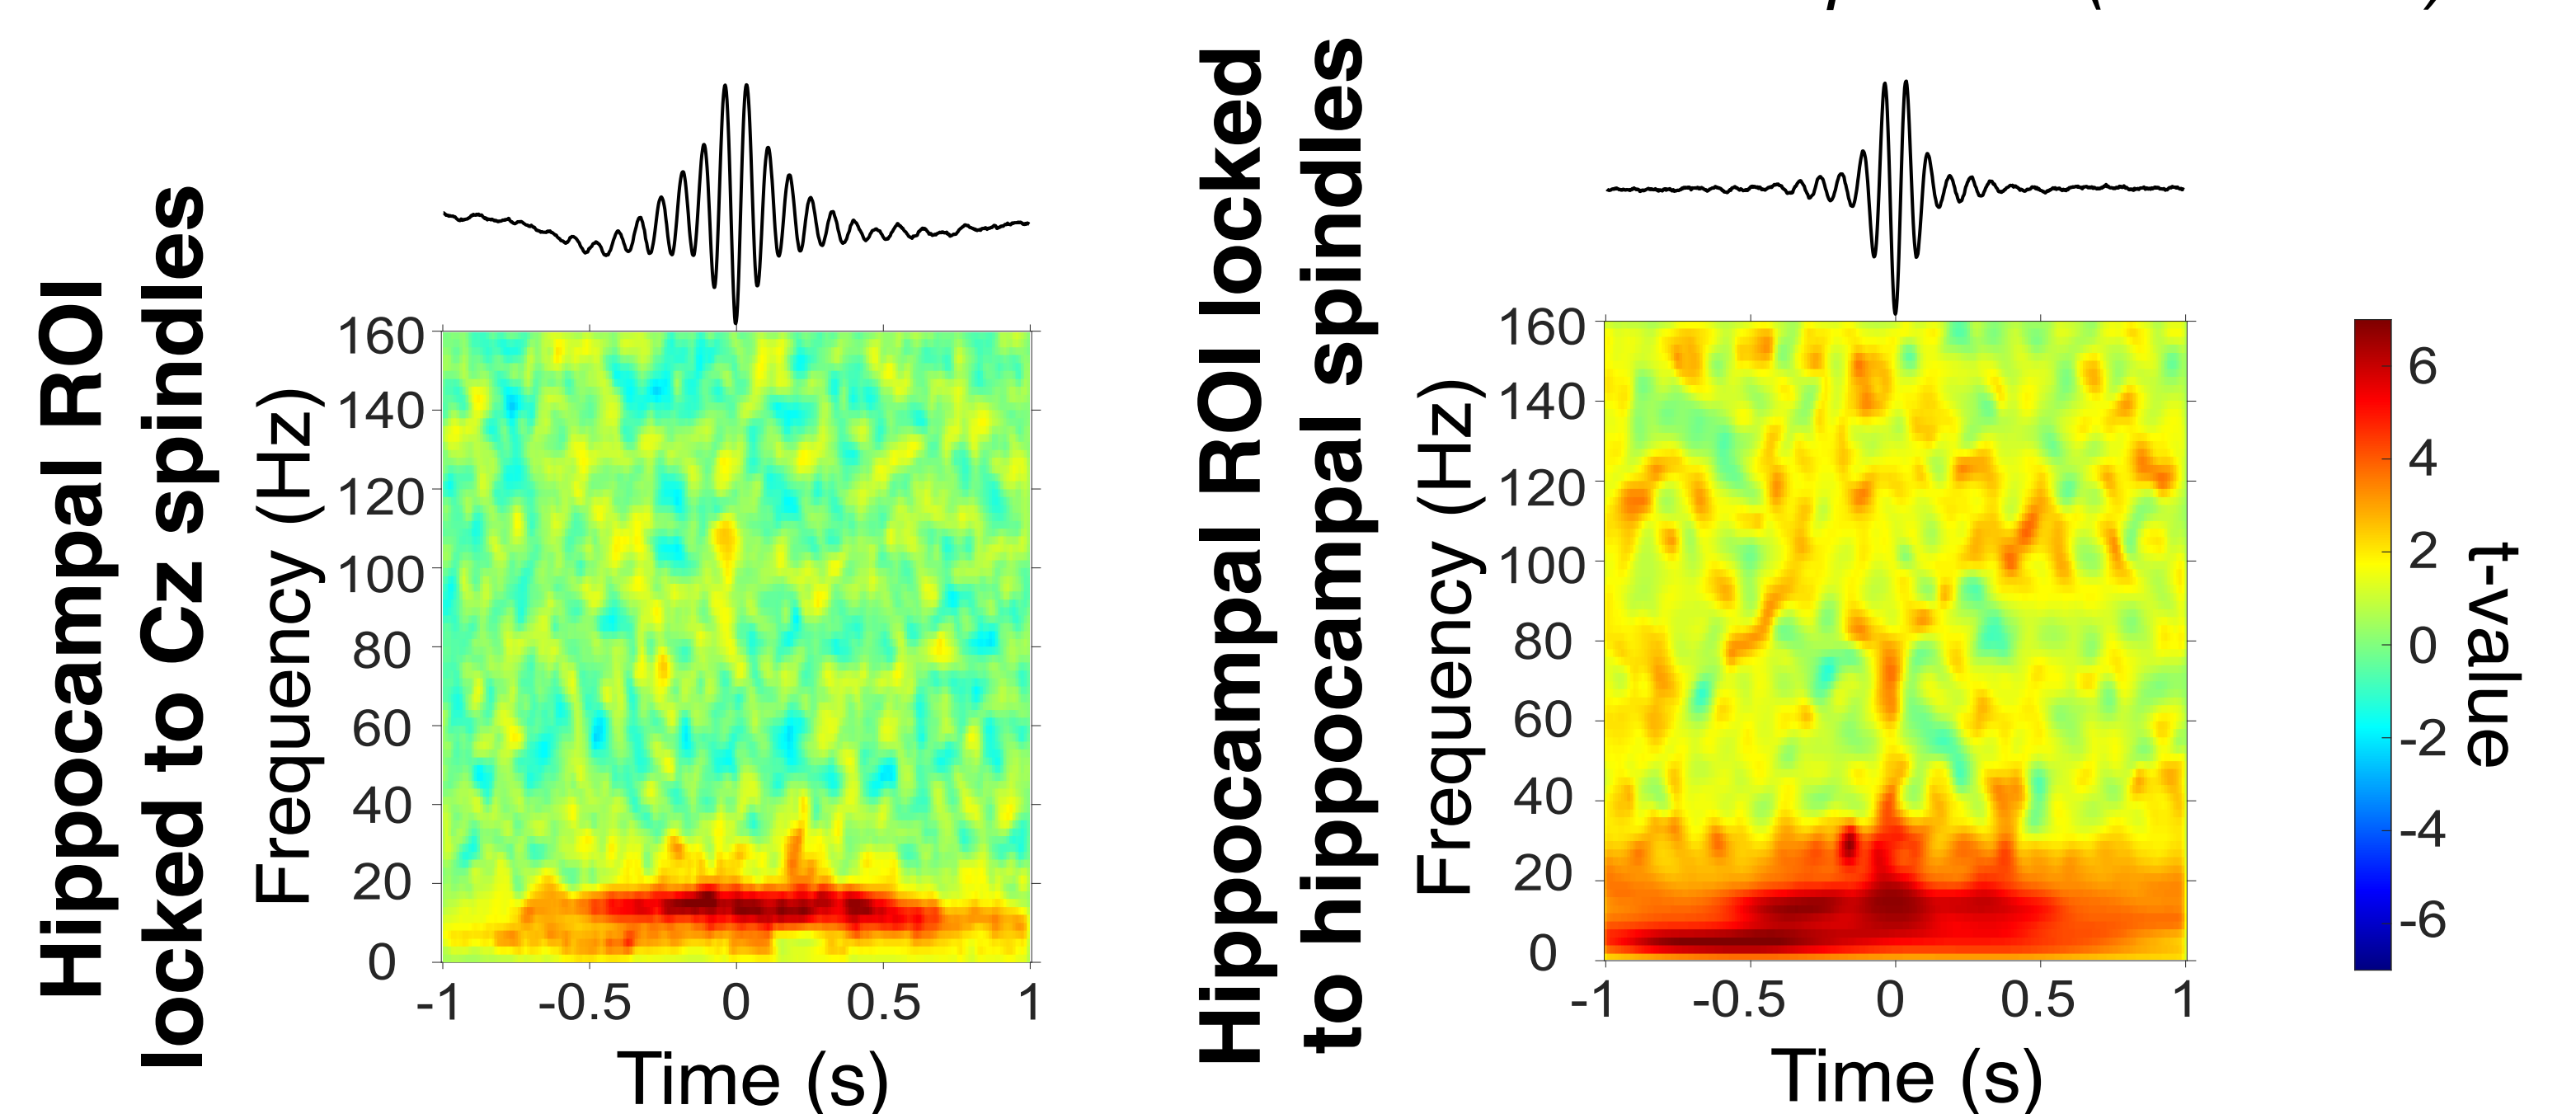 Hippocampal ROI
locked to Cz spindles
Frequency (Hz)
160
140
120
100
80
60
40
20
0
-1 -0.5 0 0.5 1
Time (s)
Hippocampal ROI locked
to hippocampal spindles
Frequency (Hz)
160
140
120
100
80
60
40
20
0
-1 -0.5 0 0.5 1
Time (s)
6
4
2
0
-2
-4
-6
t-value